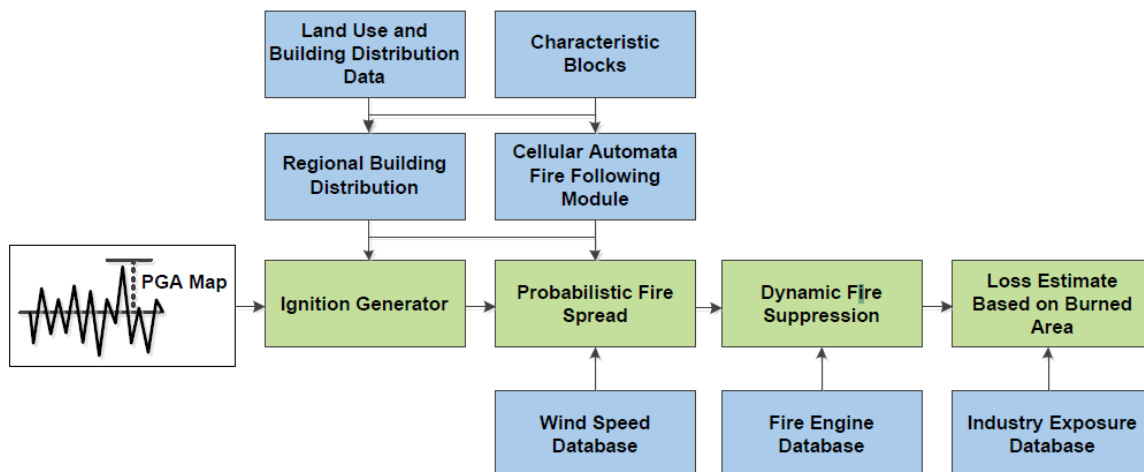 Land Use and
Building Distribution
Data
Characteristic
Blocks
Regional Building
Distribution
Cellular Automata
Fire Following
Module
PGA Map
Ignition Generator
Probabilistic Fire
Spread
Dynamic Fire
Suppression
Loss Estimate
Based on Burned
Area
Wind Speed
Database
Fire Engine
Database
Industry Exposure
Database